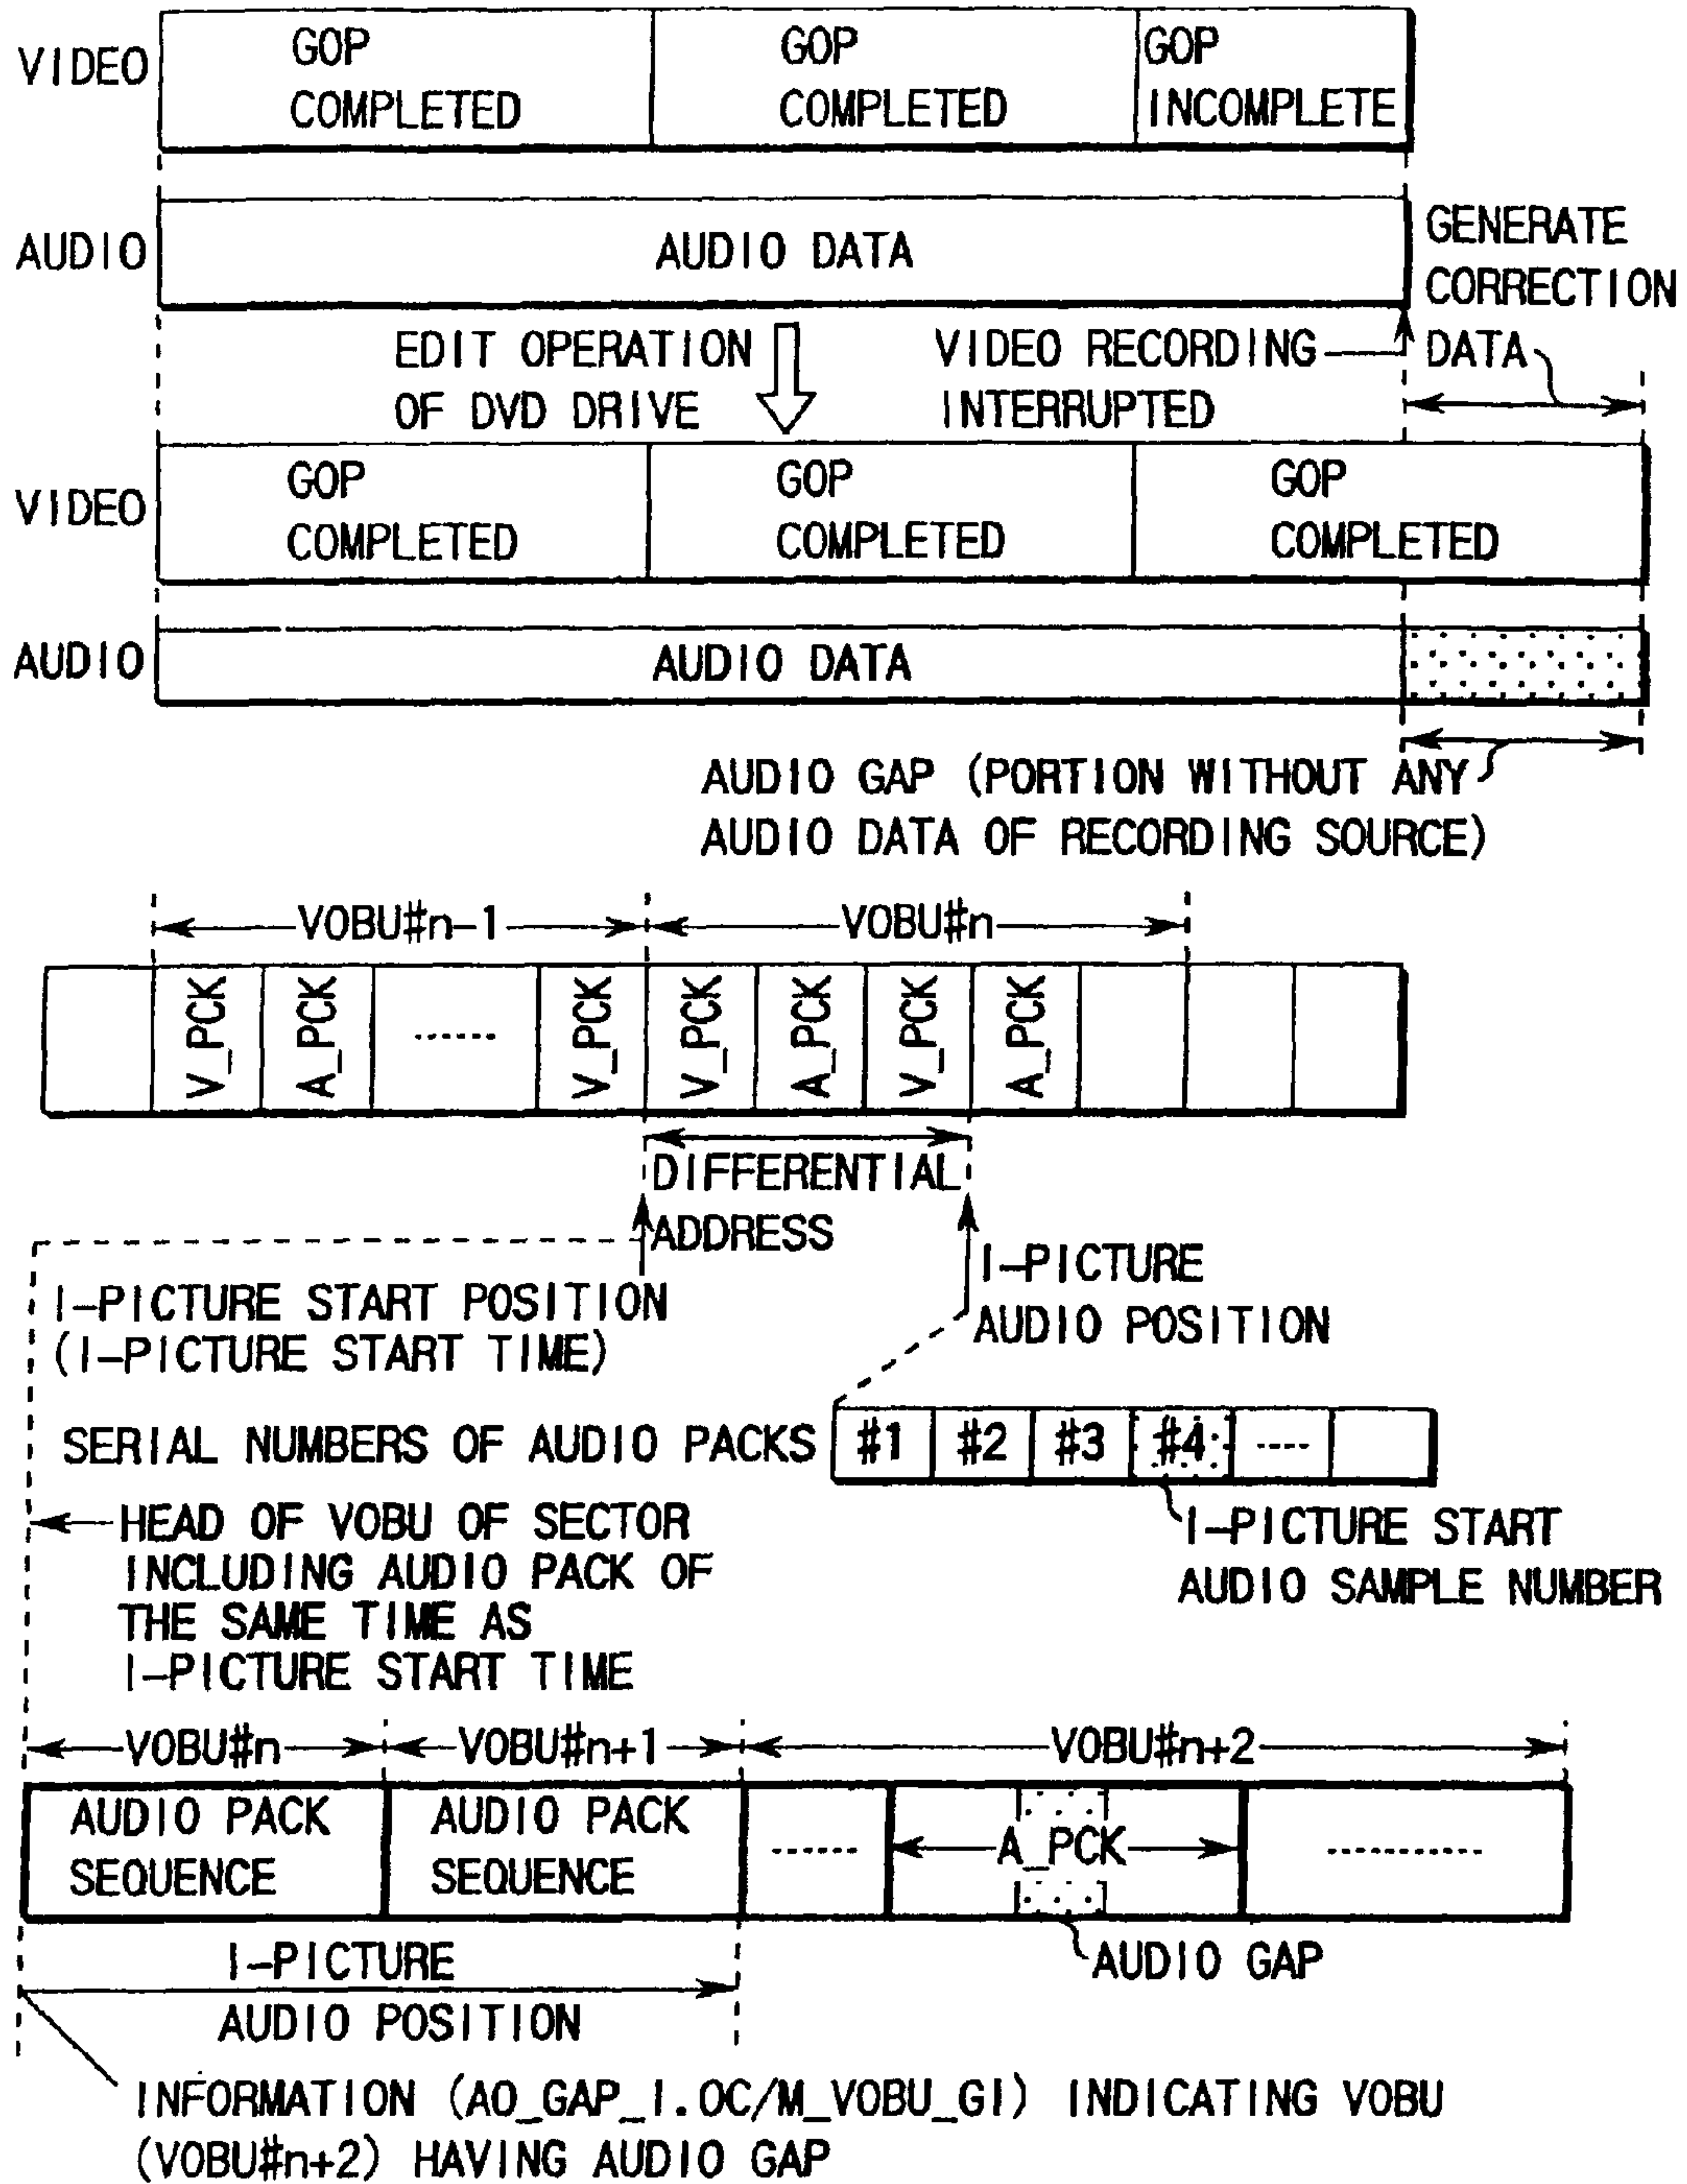 VIDEO
GOP COMPLETED
GOP COMPLETED
GOP INCOMPLETE
AUDIO
AUDIO DATA
GENERATE CORRECTION DATA
EDIT OPERATION OF DVD DRIVE
VIDEO RECORDING INTERRUPTED
VIDEO
GOP COMPLETED
GOP COMPLETED
GOP COMPLETED
AUDIO
AUDIO DATA
AUDIO GAP (PORTION WITHOUT ANY
AUDIO DATA OF RECORDING SOURCE)
VOBU#n-1
VOBU#n
V_PCK
A_PCK
······
V_PCK
V_PCK
A_PCK
V_PCK
A_PCK
DIFFERENTIAL
ADDRESS
I-PICTURE START POSITION
(I-PICTURE START TIME)
I-PICTURE
AUDIO POSITION
SERIAL NUMBERS OF AUDIO PACKS
#1
#2
#3
#4
----
I-PICTURE START
AUDIO SAMPLE NUMBER
HEAD OF VOBU OF SECTOR
INCLUDING AUDIO PACK OF
THE SAME TIME AS
I-PICTURE START TIME
VOBU#n
VOBU#n+1
VOBU#n+2
AUDIO PACK
SEQUENCE
AUDIO PACK
SEQUENCE
······
A_PCK
···········
AUDIO GAP
I-PICTURE
AUDIO POSITION
INFORMATION (AO_GAP_I.OC/M_VOBU_GI) INDICATING VOBU
(VOBU#n+2) HAVING AUDIO GAP